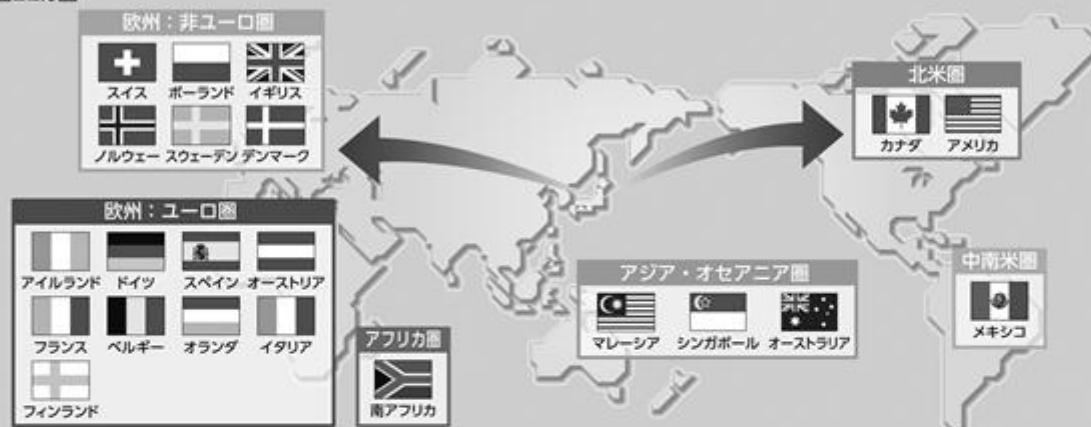 欧州：非ユーロ圏
スイス ポーランド イギリス
ノルウェー スウェーデン デンマーク
欧州：ユーロ圏
アイルランド ドイツ スペイン オーストリア
フランス ベルギー オランダ イタリア
フィンランド
アフリカ圏
南アフリカ
アジア・オセアニア圏
マレーシア シンガポール オーストラリア
北米圏
カナダ アメリカ
中南米圏
メキシコ